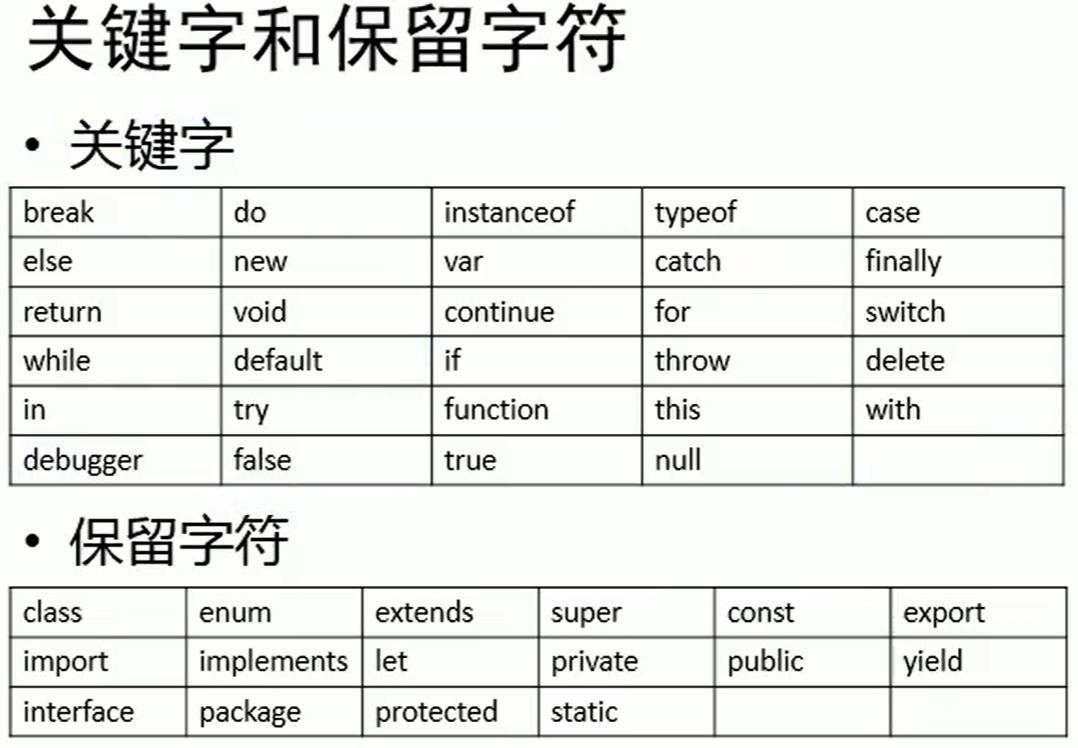 关键字和保留字符
• 关键字
break do instanceof typeof case
else new var catch finally
return void continue for switch
while default if throw delete
in try function this with
debugger false true null
• 保留字符
class enum extends super const export
import implements let private public yield
interface package protected static